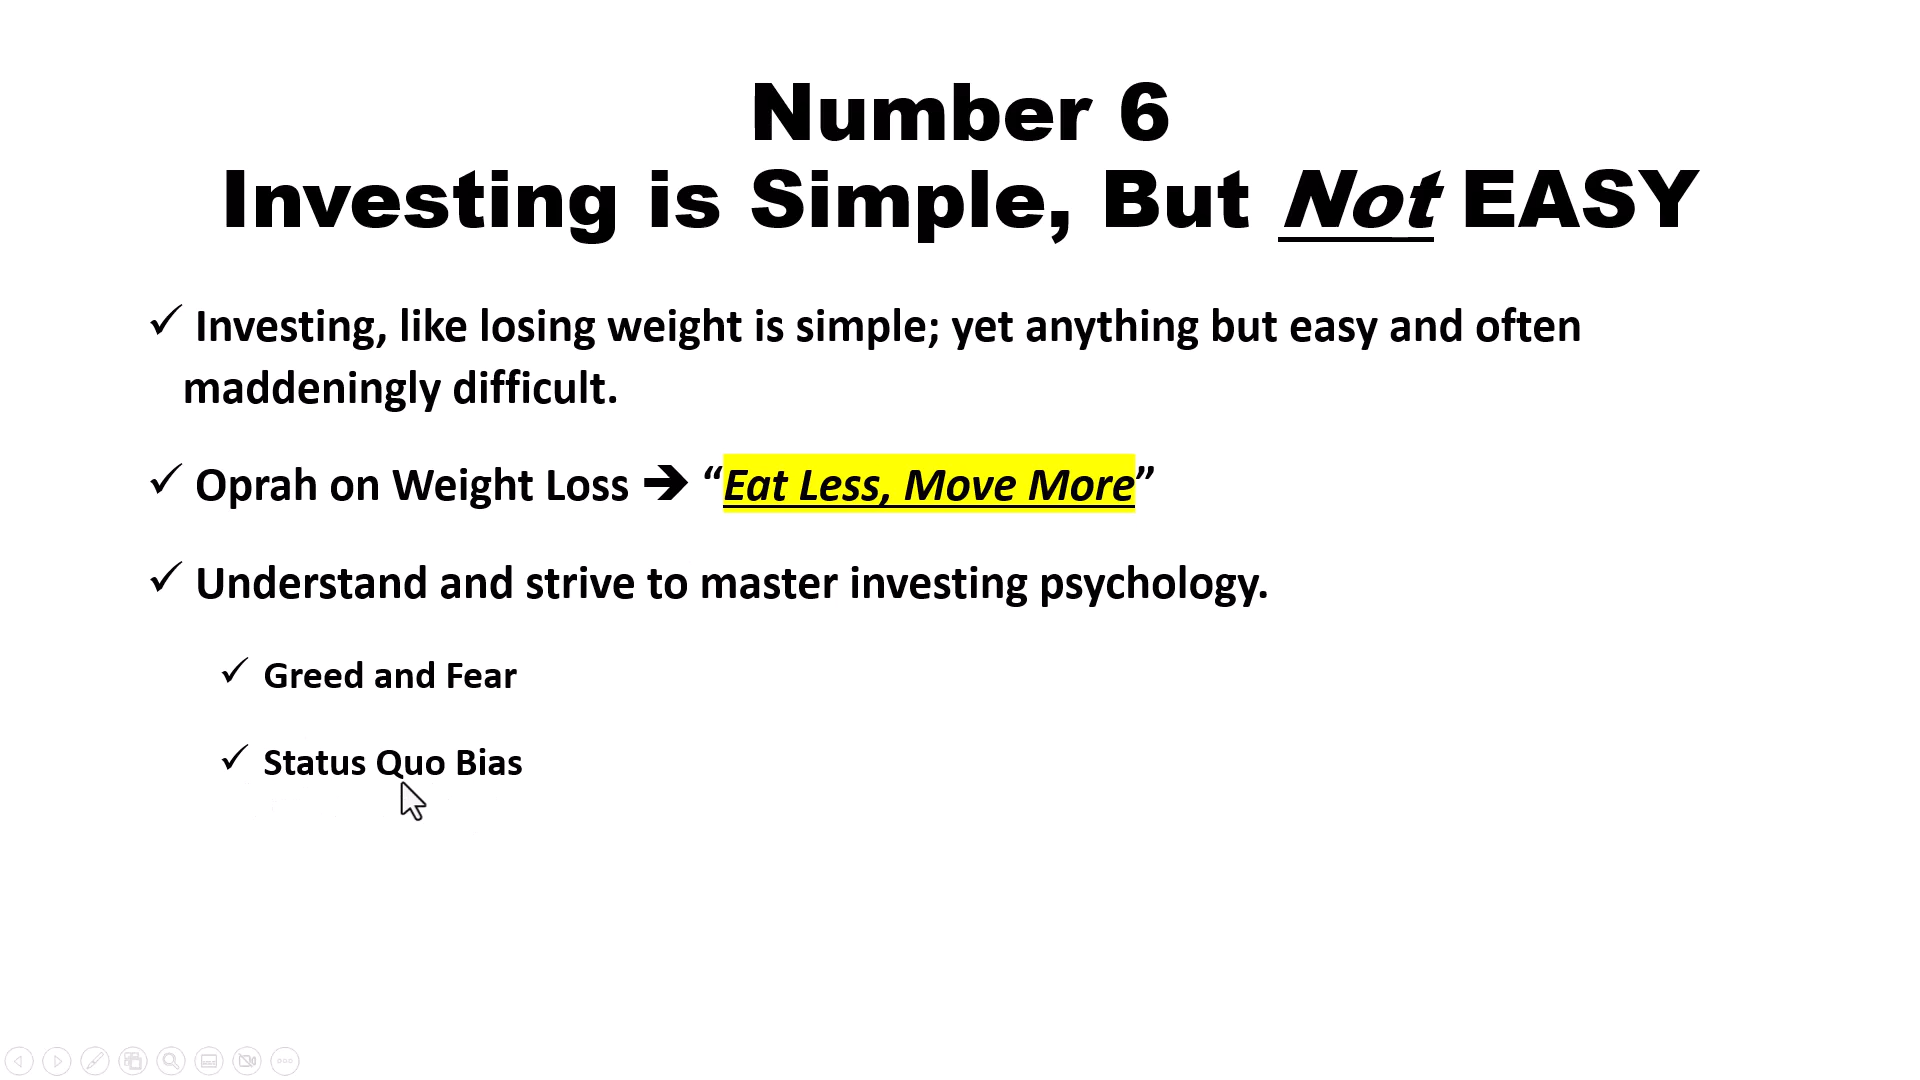 Number 6
Investing is Simple, But Not EASY
✓ Investing, like losing weight is simple; yet anything but easy and often
maddeningly difficult.
✓ Oprah on Weight Loss ➔ “Eat Less, Move More”
✓ Understand and strive to master investing psychology.
✓ Greed and Fear
✓ Status Quo Bias